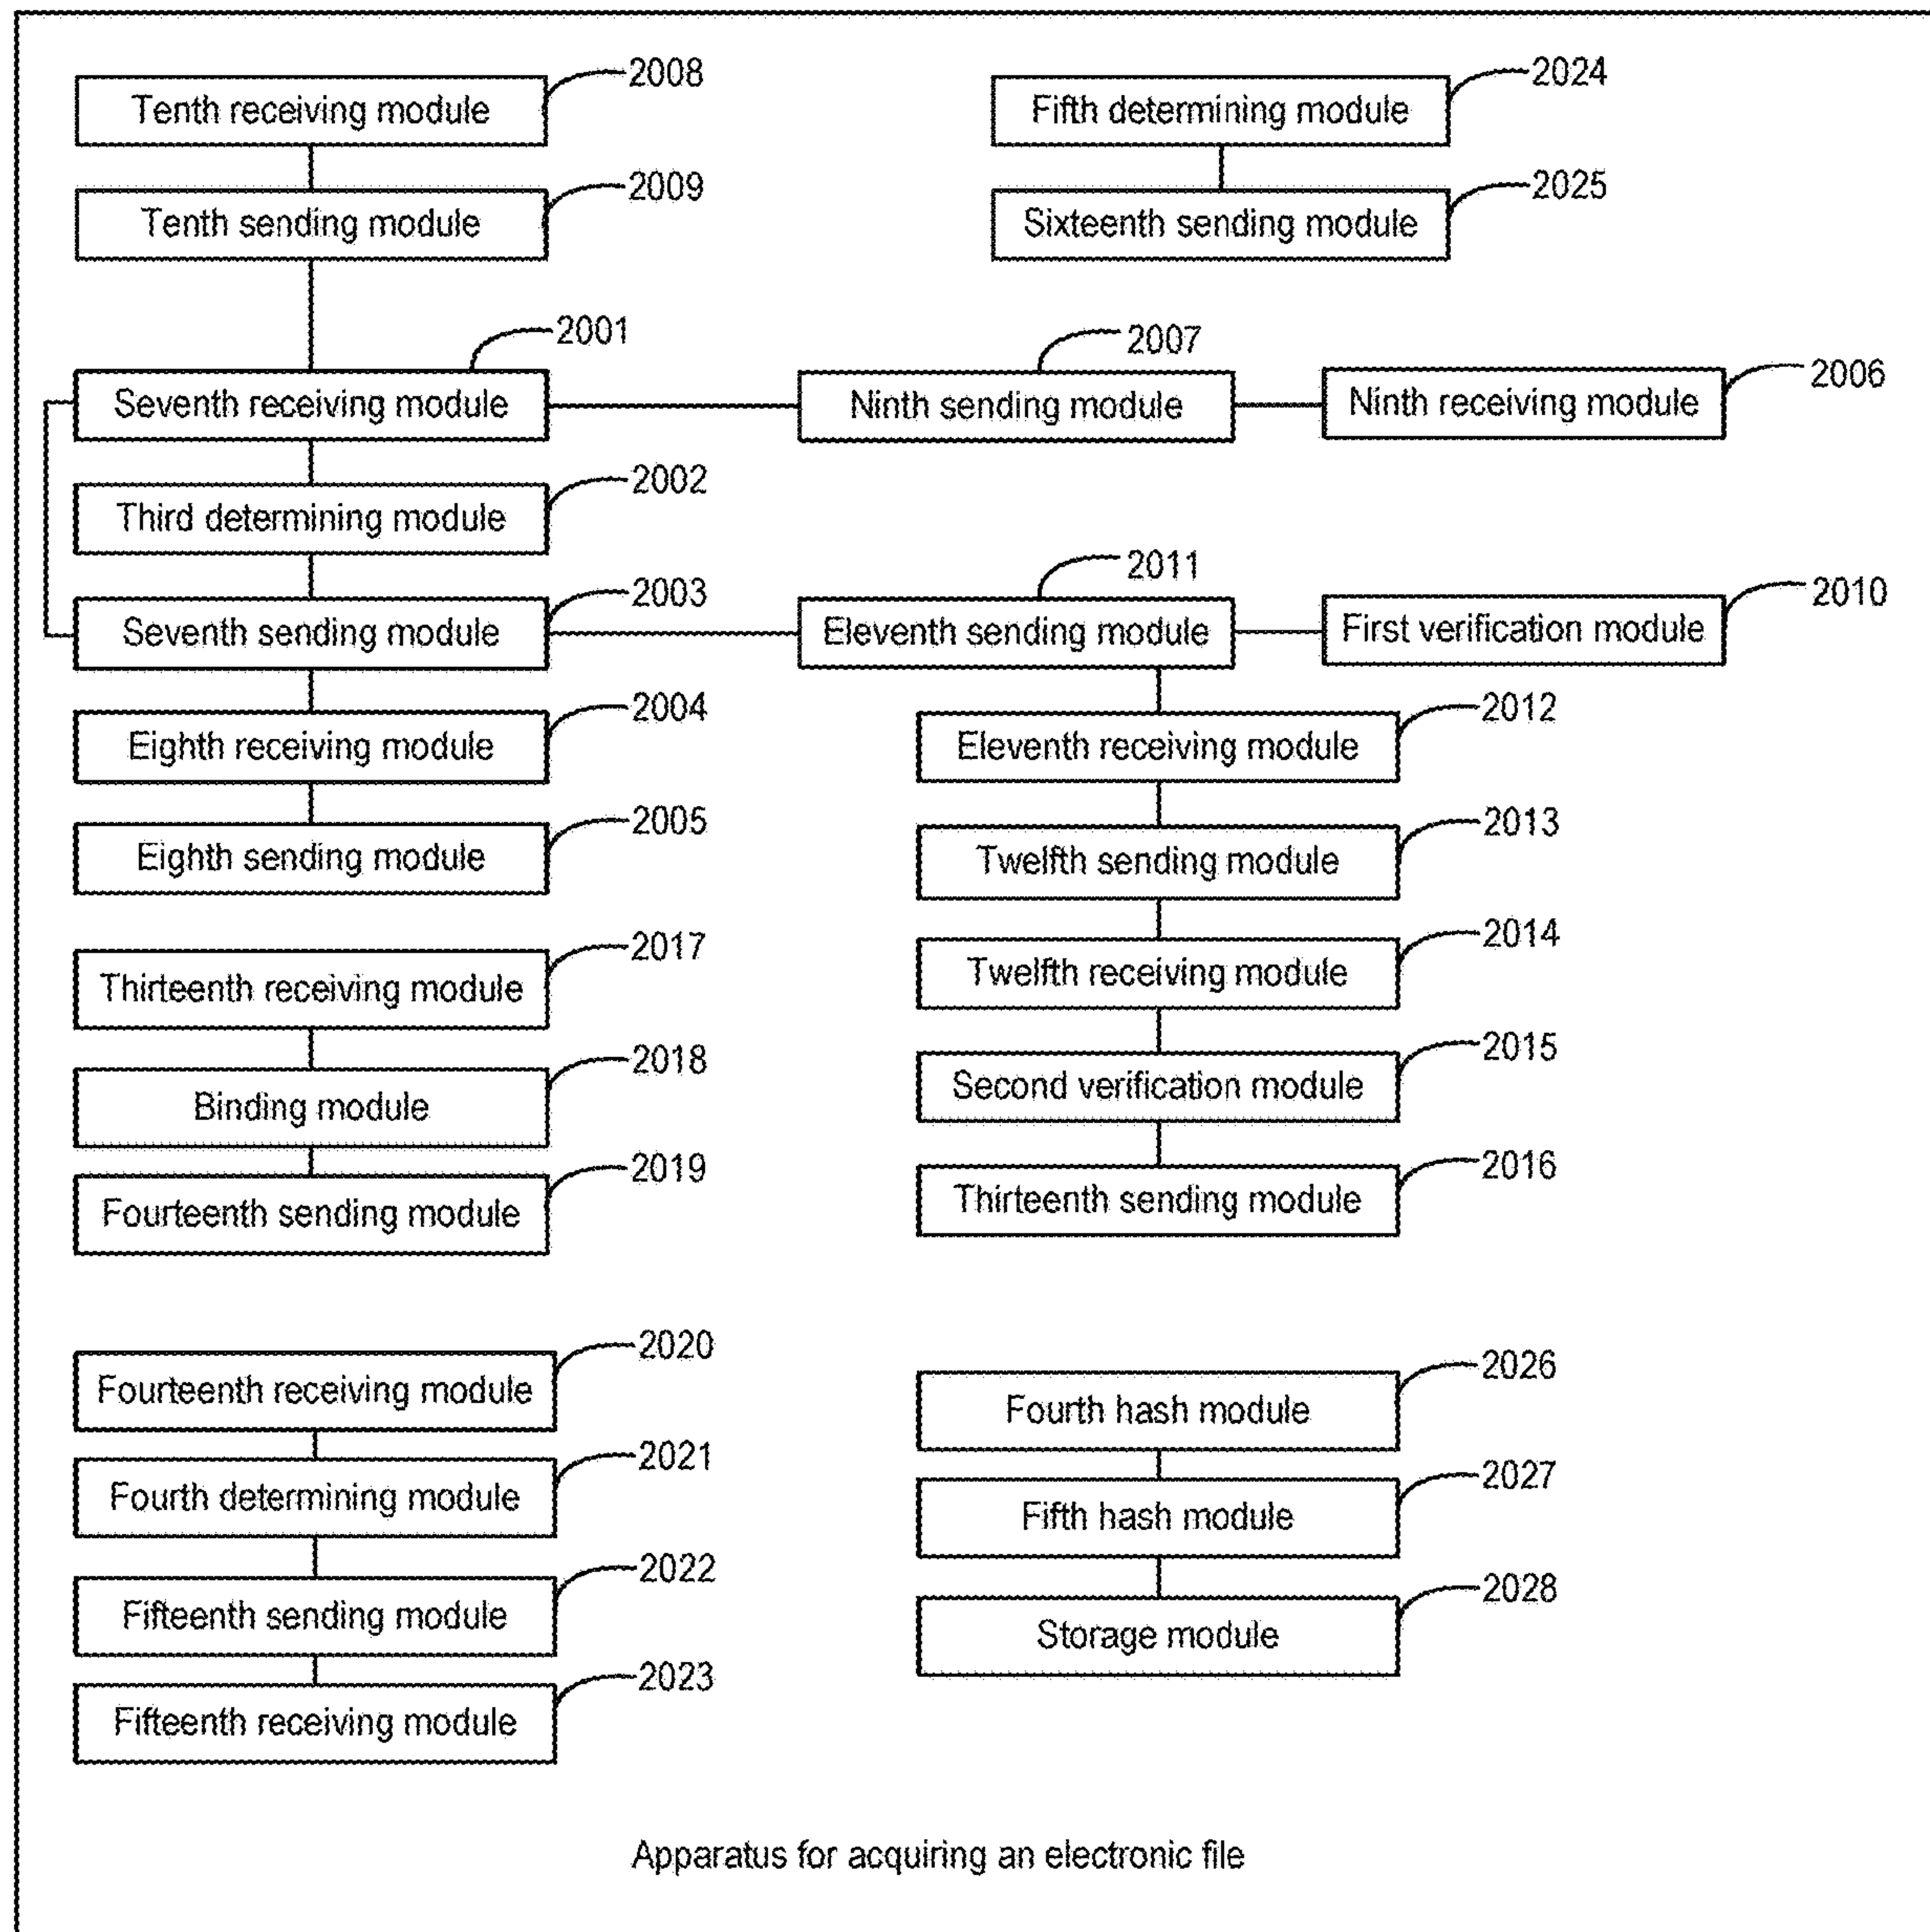 Tenth receiving module 2008
Fifth determining module 2024
Tenth sending module 2009
Sixteenth sending module 2025
Seventh receiving module 2001
Ninth sending module 2007
Ninth receiving module 2006
Third determining module 2002
Seventh sending module 2003
Eleventh sending module 2011
First verification module 2010
Eighth receiving module 2004
Eleventh receiving module 2012
Eighth sending module 2005
Twelfth sending module 2013
Thirteenth receiving module 2017
Twelfth receiving module 2014
Binding module 2018
Second verification module 2015
Fourteenth sending module 2019
Thirteenth sending module 2016
Fourteenth receiving module 2020
Fourth hash module 2026
Fourth determining module 2021
Fifth hash module 2027
Fifteenth sending module 2022
Storage module 2028
Fifteenth receiving module 2023
Apparatus for acquiring an electronic file